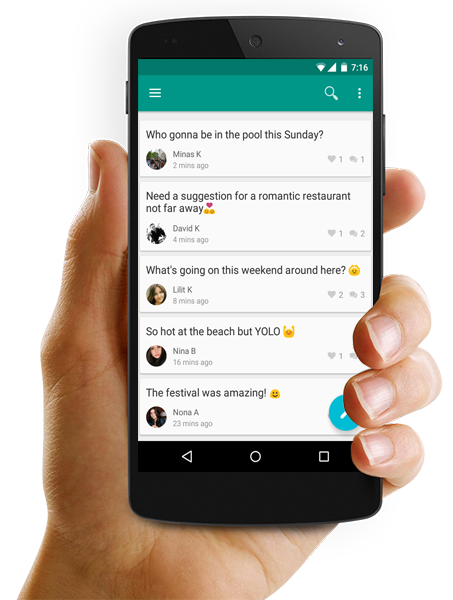 7:16
Who gonna be in the pool this Sunday?
Minas K
2 mins ago
1 1
Need a suggestion for a romantic restaurant
not far away
David K
4 mins ago
1 2
What's going on this weekend around here?
Lilit K
8 mins ago
2 3
So hot at the beach but YOLO
Nina B
16 mins ago
1
The festival was amazing!
Nona A
23 mins ago